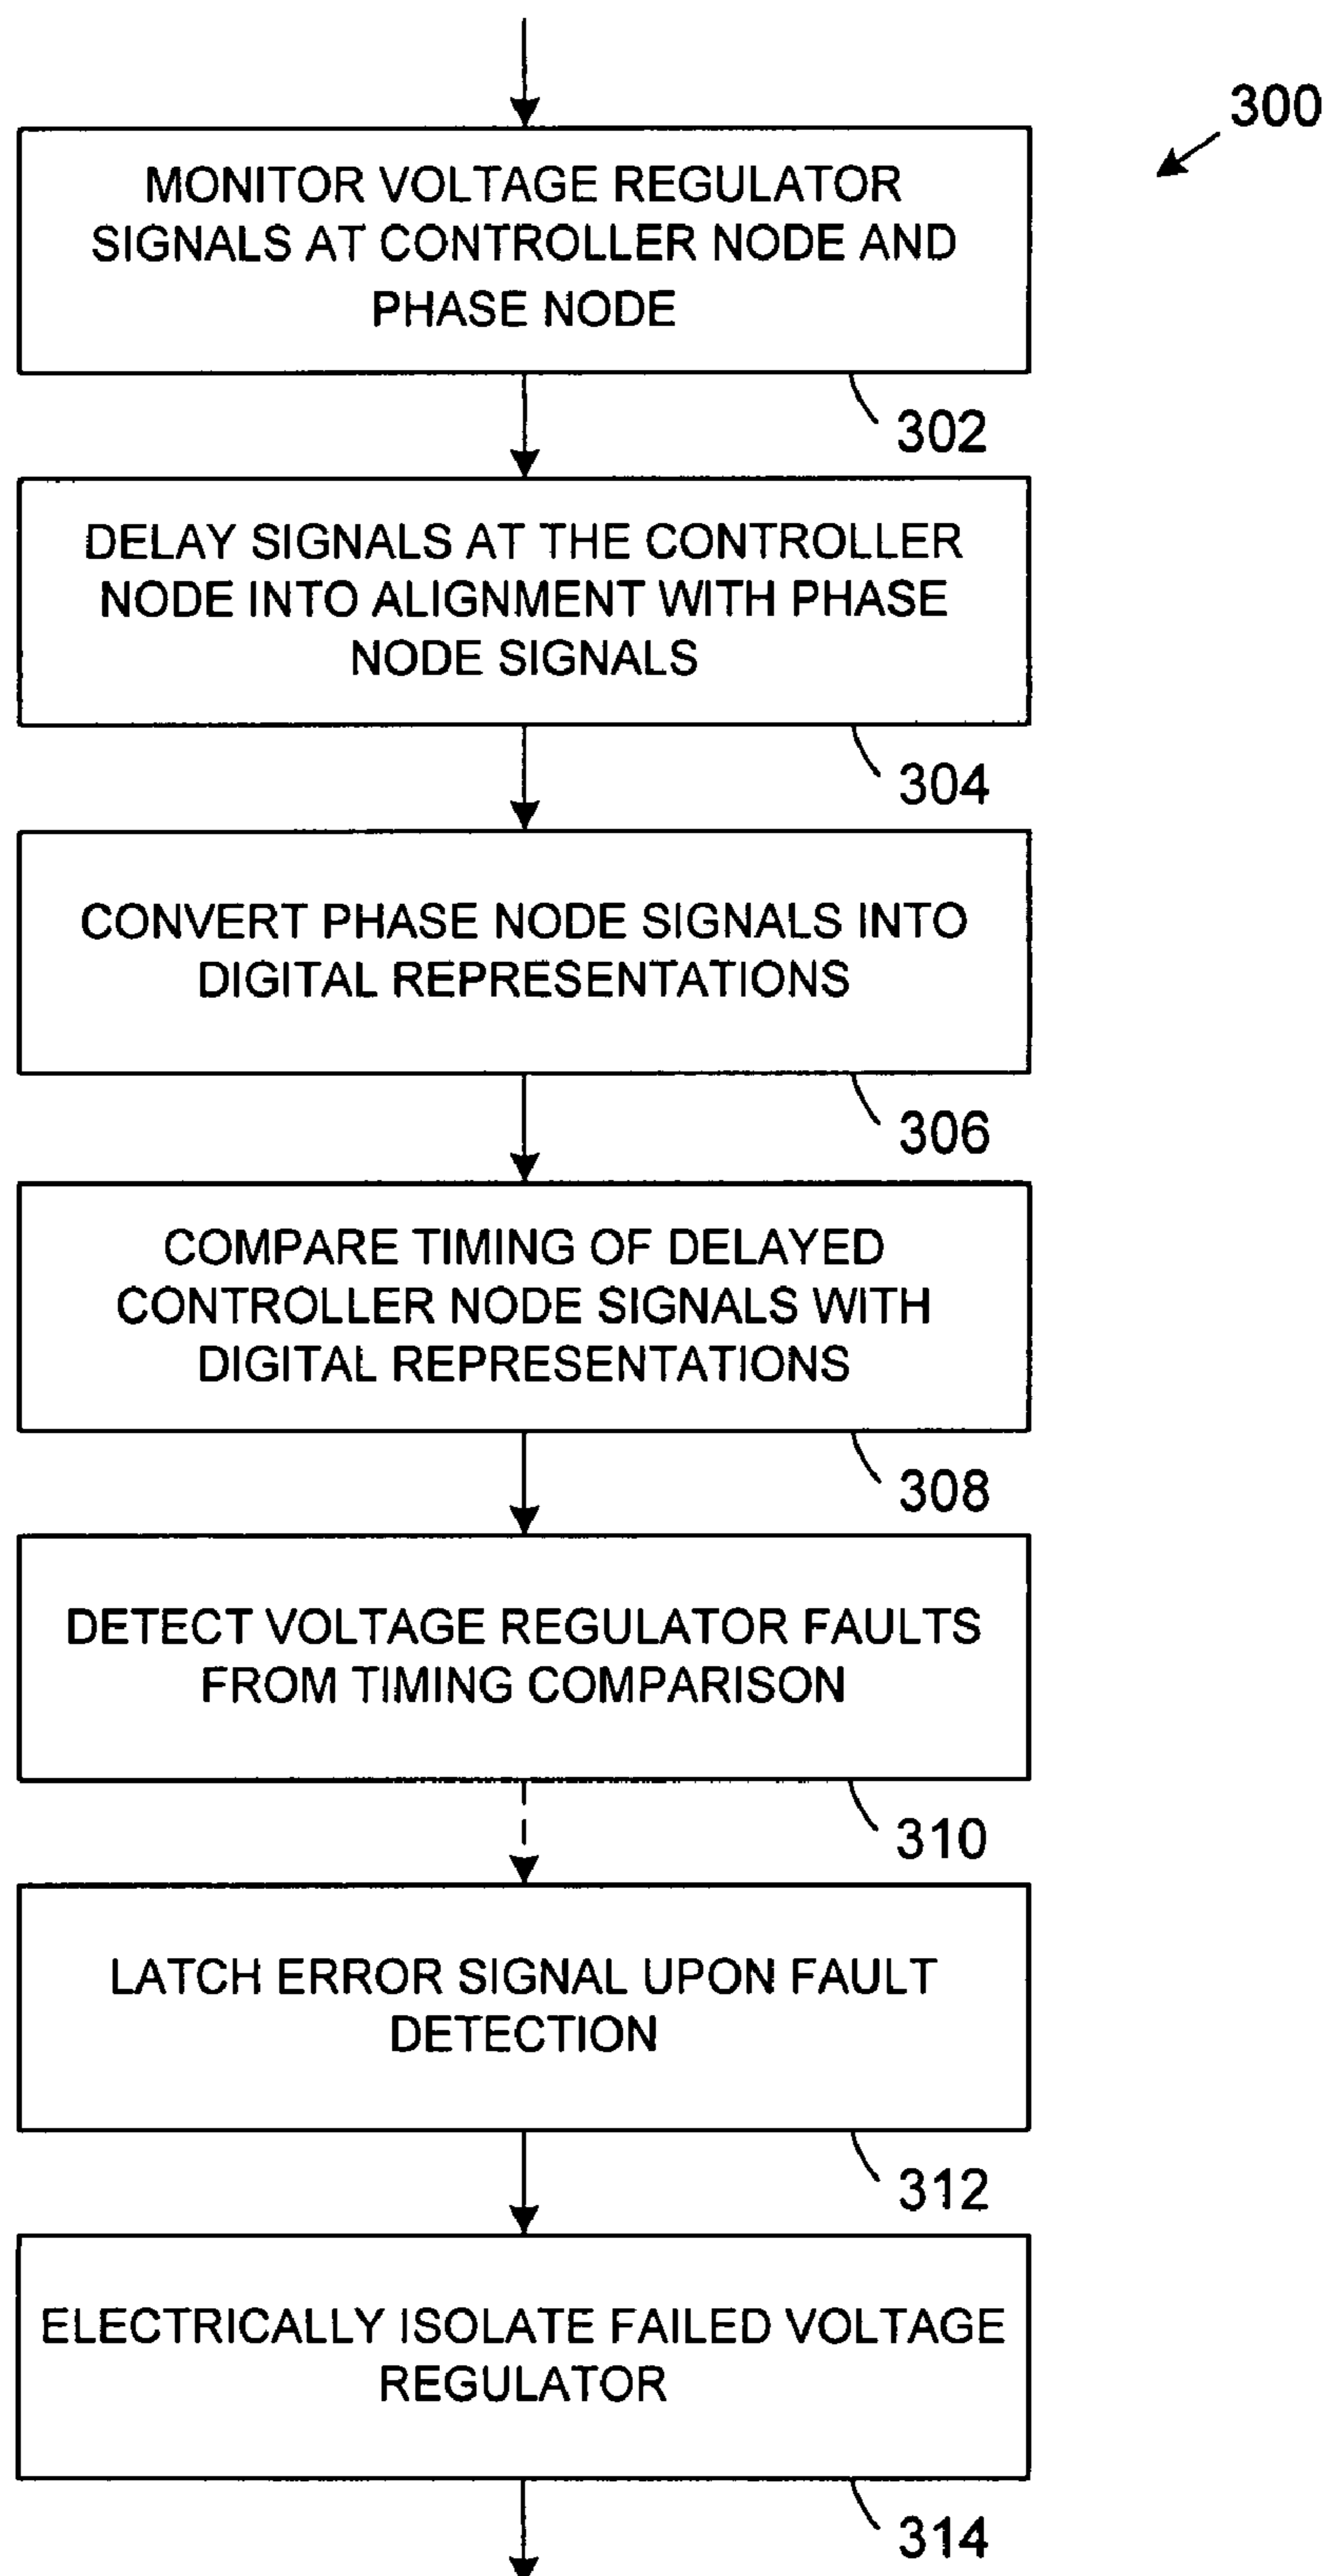 300
MONITOR VOLTAGE REGULATOR
SIGNALS AT CONTROLLER NODE AND
PHASE NODE
302
DELAY SIGNALS AT THE CONTROLLER
NODE INTO ALIGNMENT WITH PHASE
NODE SIGNALS
304
CONVERT PHASE NODE SIGNALS INTO
DIGITAL REPRESENTATIONS
306
COMPARE TIMING OF DELAYED
CONTROLLER NODE SIGNALS WITH
DIGITAL REPRESENTATIONS
308
DETECT VOLTAGE REGULATOR FAULTS
FROM TIMING COMPARISON
310
LATCH ERROR SIGNAL UPON FAULT
DETECTION
312
ELECTRICALLY ISOLATE FAILED VOLTAGE
REGULATOR
314